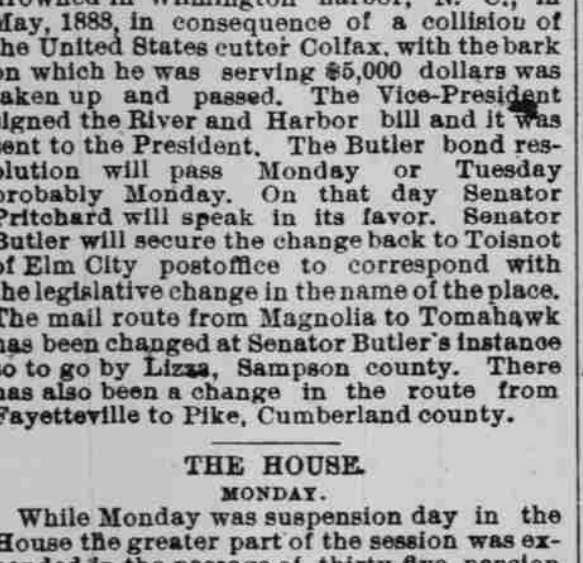 May, 1888, in consequence of a collision of
the United States cutter Colfax, with the bark
on which he was serving $5,000 dollars was
taken up and passed. The Vice-President
signed the River and Harbor bill and it was
sent to the President. The Butler bond res-
olution will pass Monday or Tuesday
probably Monday. On that day Senator
Pritchard will speak in its favor. Senator
Butler will secure the change back to Toisnot
of Elm City postoffice to correspond with
the legislative change in the name of the place.
The mail route from Magnolia to Tomahawk
has been changed at Senator Butler's instance
so to go by Lizza, Sampson county. There
has also been a change in the route from
Fayetteville to Pike, Cumberland county.
THE HOUSE.
MONDAY.
While Monday was suspension day in the
House the greater part of the session was ex-